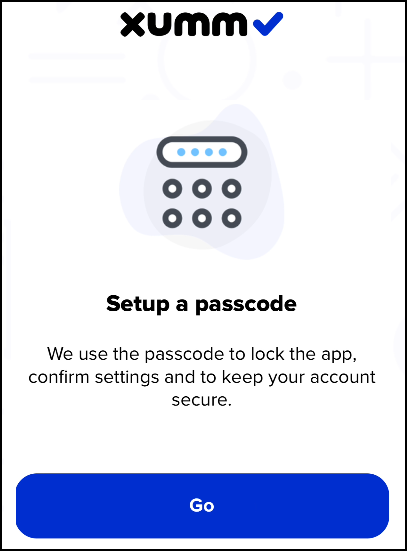 xumm
Setup a passcode
We use the passcode to lock the app,
confirm settings and to keep your account
secure.
Go